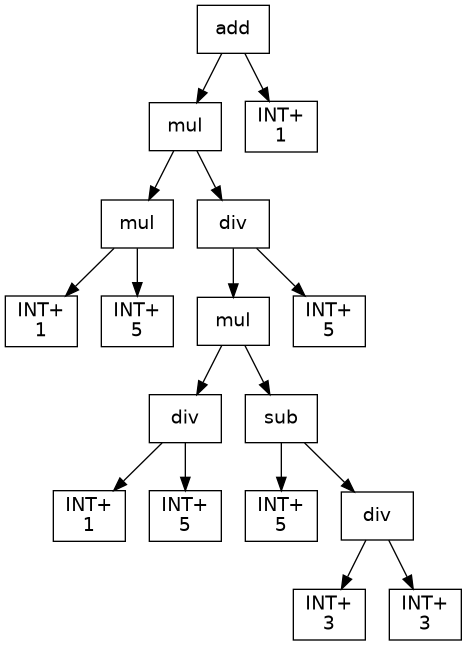 add
mul
INT+
1
mul
div
INT+
1
INT+
5
mul
INT+
5
div
sub
INT+
1
INT+
5
INT+
5
div
INT+
3
INT+
3